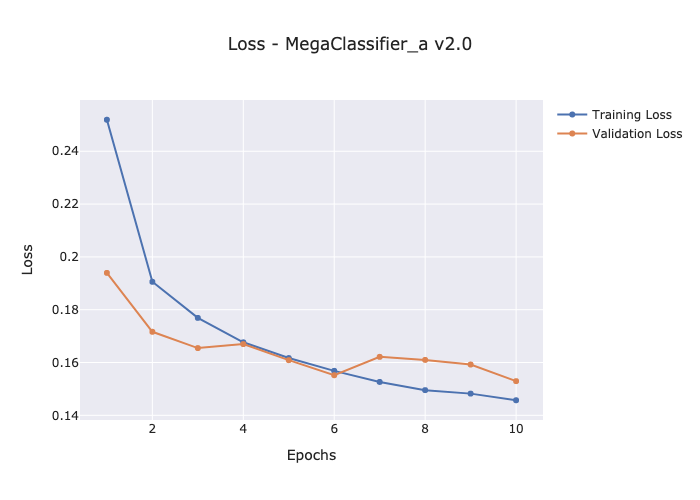 Loss - MegaClassifier_a v2.0
Training Loss
Validation Loss
0.24
0.22
0.2
0.18
0.16
0.14
Loss
2
4
6
8
10
Epochs